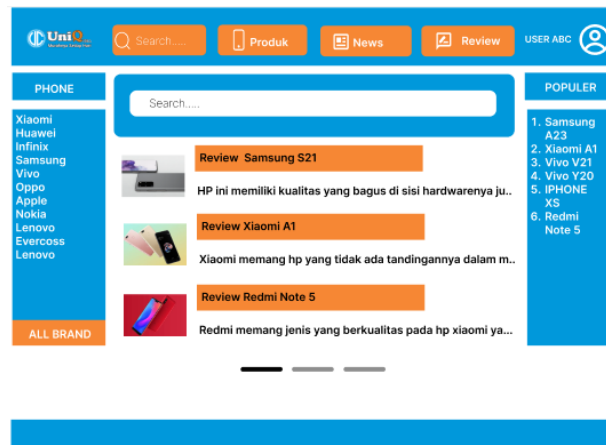 UniQ
Search.....
Produk
News
Review
USER ABC
PHONE
Xiaomi
Huawei
Infinix
Samsung
Vivo
Oppo
Apple
Nokia
Lenovo
Evercoss
Lenovo
ALL BRAND
Search.....
Review  Samsung S21
HP ini memiliki kualitas yang bagus di sisi hardwarenya ju..
Review Xiaomi A1
Xiaomi memang hp yang tidak ada tandingannya dalam m..
Review Redmi Note 5
Redmi memang jenis yang berkualitas pada hp xiaomi ya...
POPULER
1. Samsung
A23
2. Xiaomi A1
3. Vivo V21
4. Vivo Y20
5. IPHONE
XS
6. Redmi
Note 5